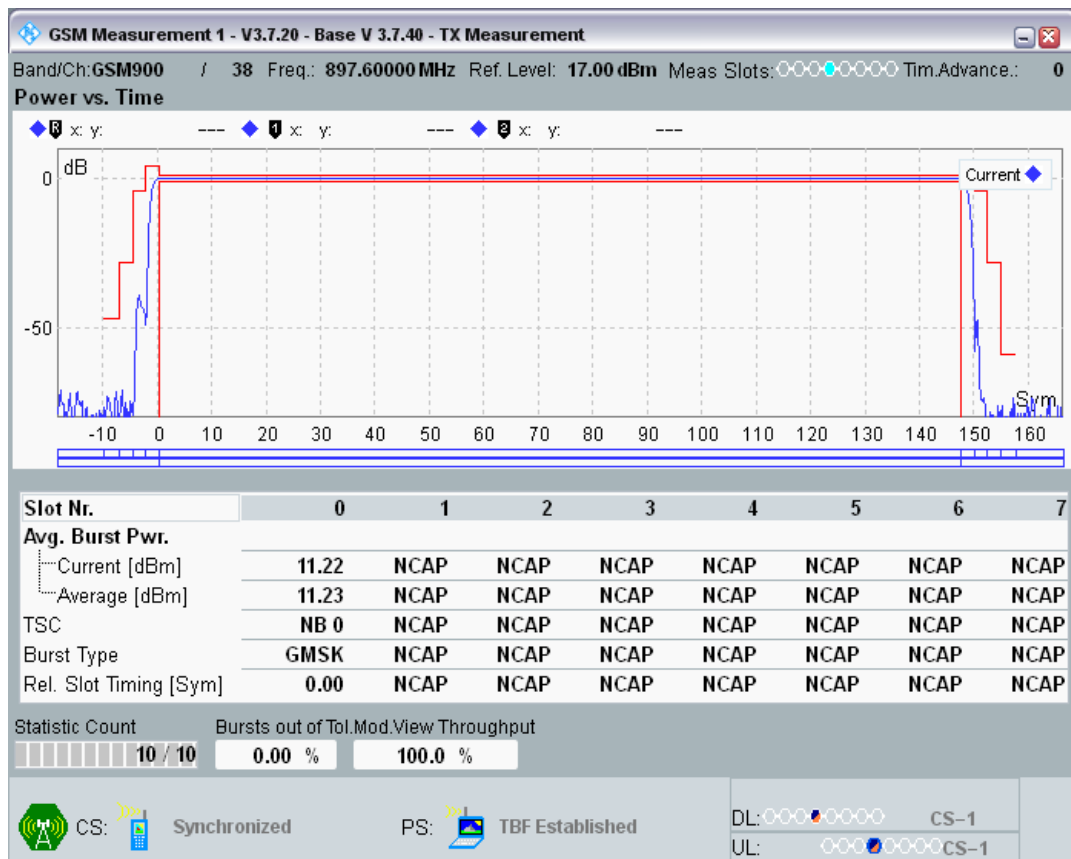 GSM Measurement 1 - V3.7.20 - Base V 3.7.40 - TX Measurement
Band/Ch: GSM900 / 38 Freq.: 897.60000 MHz Ref. Level: 17.00 dBm Meas Slots: Tim.Advance.: 0
Power vs. Time
R x: y: --- 1 x: y: --- 2 x: y: ---
dB
Current
0
-50
Sym
-10 0 10 20 30 40 50 60 70 80 90 100 110 120 130 140 150 160
Slot Nr. 0 1 2 3 4 5 6 7
Avg. Burst Pwr.
Current [dBm] 11.22 NCAP NCAP NCAP NCAP NCAP NCAP NCAP
Average [dBm] 11.23 NCAP NCAP NCAP NCAP NCAP NCAP NCAP
TSC NB 0 NCAP NCAP NCAP NCAP NCAP NCAP NCAP
Burst Type GMSK NCAP NCAP NCAP NCAP NCAP NCAP NCAP
Rel. Slot Timing [Sym] 0.00 NCAP NCAP NCAP NCAP NCAP NCAP NCAP
Statistic Count Bursts out of Tol. Mod.View Throughput
10 / 10 0.00 % 100.0 %
CS: Synchronized PS: TBF Established
DL: CS-1
UL: CS-1